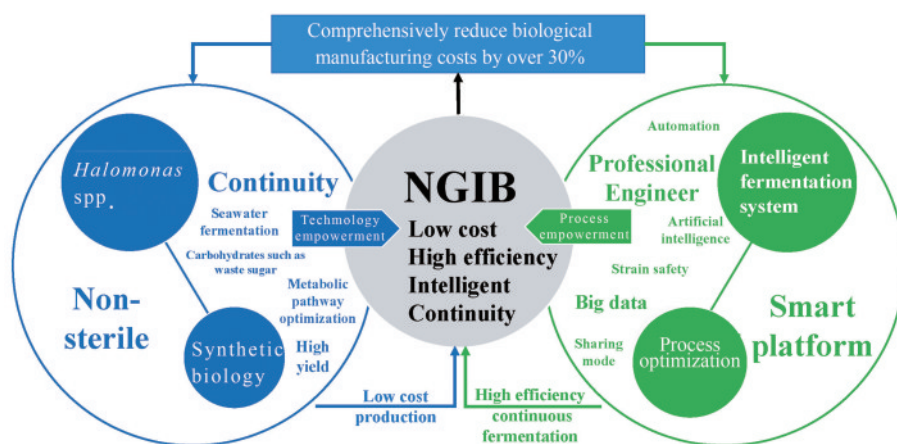 Comprehensively reduce biological
manufacturing costs by over 30%
Halomonas
spp.
Continuity
Seawater
fermentation
Carbohydrates such as
waste sugar
Metabolic
pathway
optimization
Non-
sterile
Synthetic
biology
High
yield
Technology
empowerment
Low cost
production
NGIB
Low cost
High efficiency
Intelligent
Continuity
Process
empowerment
High efficiency
continuous
fermentation
Automation
Professional
Engineer
Intelligent
fermentation
system
Artificial
intelligence
Strain safety
Big data
Smart
platform
Sharing
mode
Process
optimization